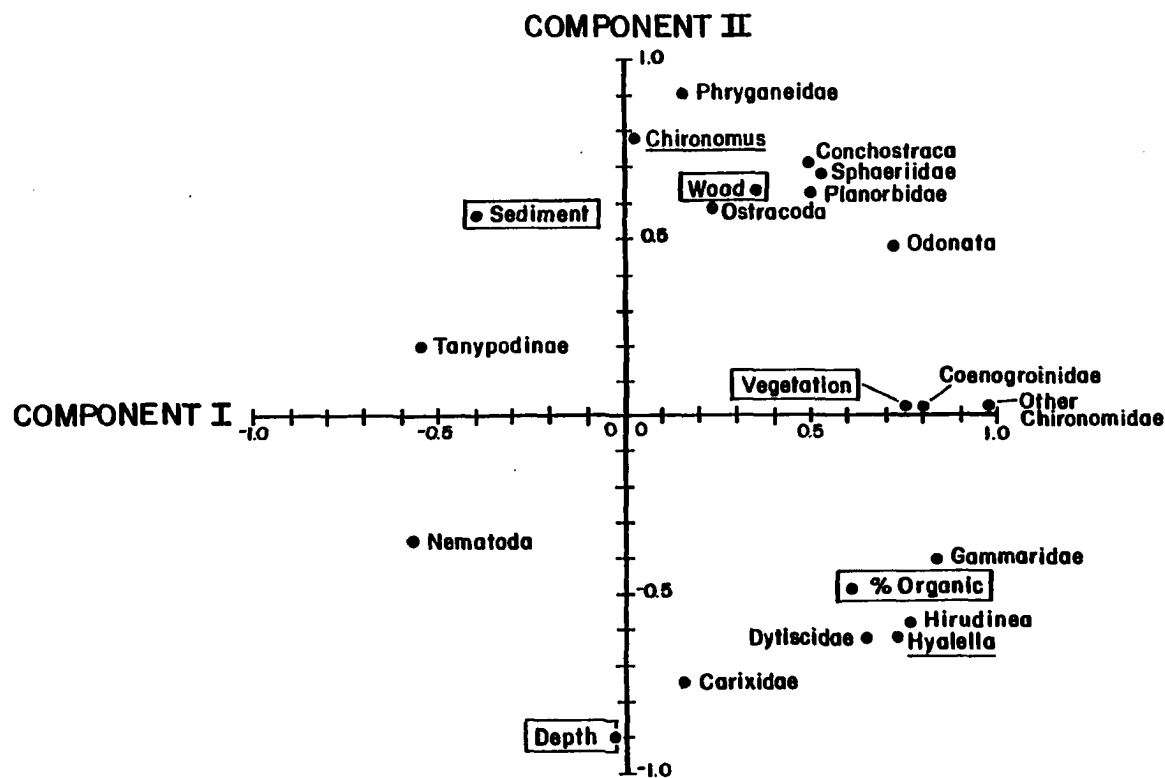 COMPONENT II
1.0
Phryganeidae
Chironomus
Conchostraca
Sphaeriidae
Wood
Planorbidae
Ostracoda
Sediment
0.5
Odonata
Tanypodinae
Vegetation
Coenogroinidae
Other
Chironomidae
COMPONENT I
-1.0
-0.5
0
0
0.5
1.0
Nematoda
Gammaridae
-0.5
% Organic
Hirudinea
Dytiscidae
Hyalella
Carixidae
Depth
-1.0